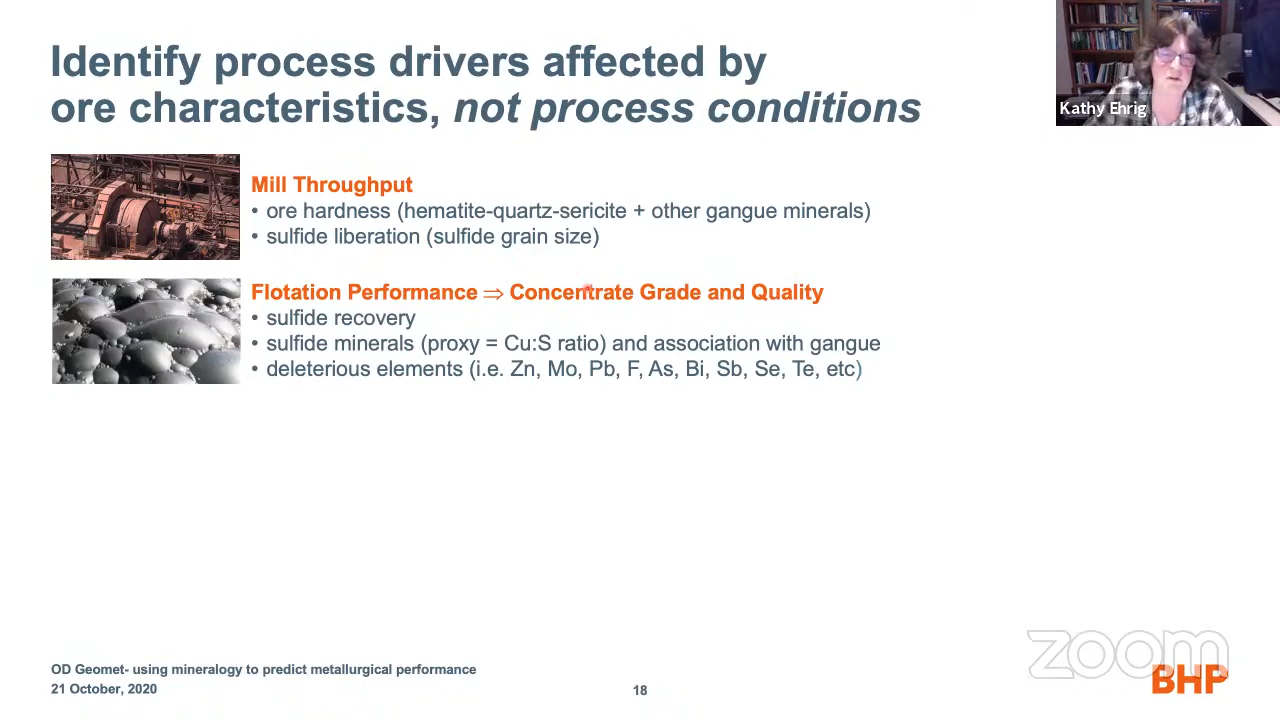 Identify process drivers affected by
ore characteristics, not process conditions
Kathy Ehrig
Mill Throughput
• ore hardness (hematite-quartz-sericite + other gangue minerals)
• sulfide liberation (sulfide grain size)
Flotation Performance ⇒ Concentrate Grade and Quality
• sulfide recovery
• sulfide minerals (proxy = Cu:S ratio) and association with gangue
• deleterious elements (i.e. Zn, Mo, Pb, F, As, Bi, Sb, Se, Te, etc)
OD Geomet- using mineralogy to predict metallurgical performance
21 October, 2020
18
zoom
BHP